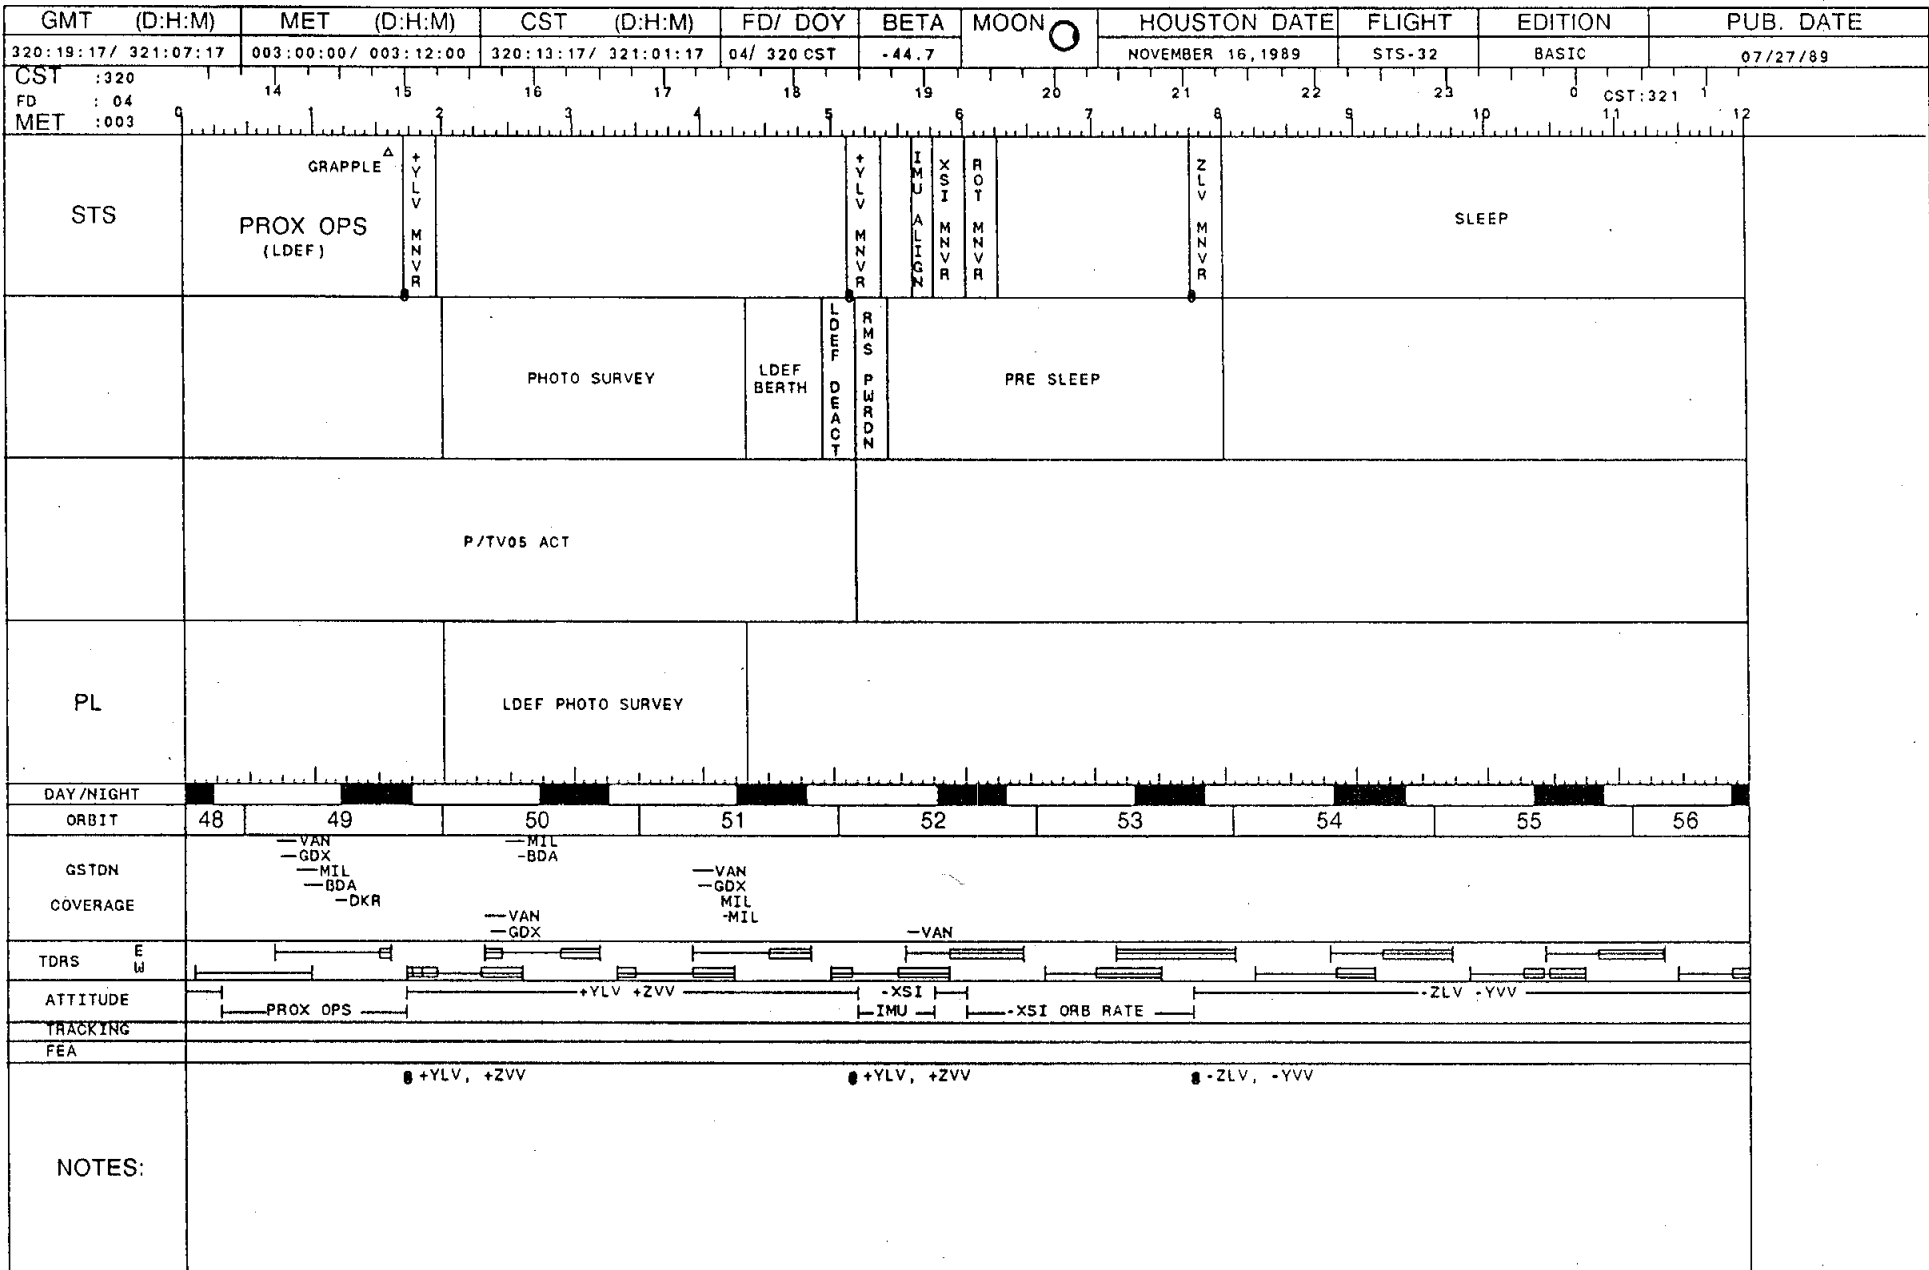 GMT (D:H:M) MET (D:H:M) CST (D:H:M) FD/ DOY BETA MOON HOUSTON DATE FLIGHT EDITION PUB. DATE
320:19:17/ 321:07:17 003:00:00/ 003:12:00 320:13:17/ 321:01:17 04/ 320 CST -44.7 NOVEMBER 16,1989 STS-32 BASIC 07/27/89
CST :320
14 15 16 17 18 19 20 21 22 23 0 CST:321 1
FD : 04
MET :003
0 1 2 3 4 5 6 7 8 9 10 11 12
STS
GRAPPLE
PROX OPS
(LDEF)
+YLV MNVR
+YLV MNVR
IMU ALIGN
XSI MNVR
ROT MNVR
ZLV MNVR
SLEEP
PHOTO SURVEY
LDEF
BERTH
LDEF DEACT
RMS PWRDN
PRE SLEEP
P/TV05 ACT
PL
LDEF PHOTO SURVEY
DAY/NIGHT
ORBIT 48 49 50 51 52 53 54 55 56
GSTDN
COVERAGE
VAN
GDX
MIL
BDA
DKR
MIL
BDA
VAN
GDX
VAN
GDX
MIL
MIL
VAN
TDRS E
W
ATTITUDE
+YLV +ZVV -XSI -ZLV -YVV
PROX OPS IMU -XSI ORB RATE
TRACKING
FEA
+YLV, +ZVV +YLV, +ZVV -ZLV, -YVV
NOTES: